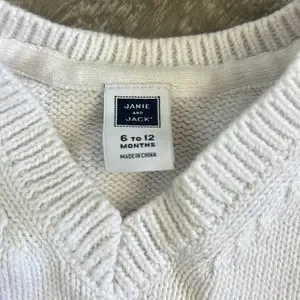 JANIE
AND
JACK
6 TO 12
MONTHS
MADE IN CHINA